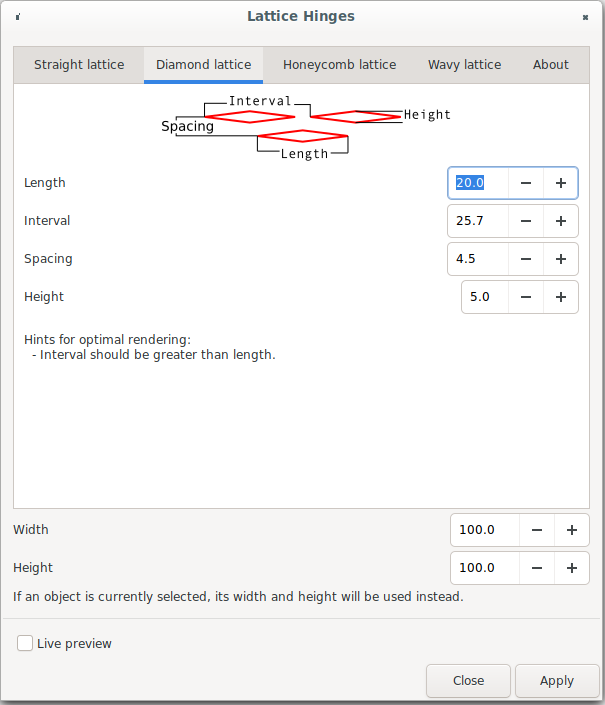 Lattice Hinges
Straight lattice Diamond lattice Honeycomb lattice Wavy lattice About
Interval
Height
Spacing
Length
Length 20.0 − +
Interval 25.7 − +
Spacing 4.5 − +
Height 5.0 − +
Hints for optimal rendering:
- Interval should be greater than length.
Width 100.0 − +
Height 100.0 − +
If an object is currently selected, its width and height will be used instead.
Live preview
Close Apply